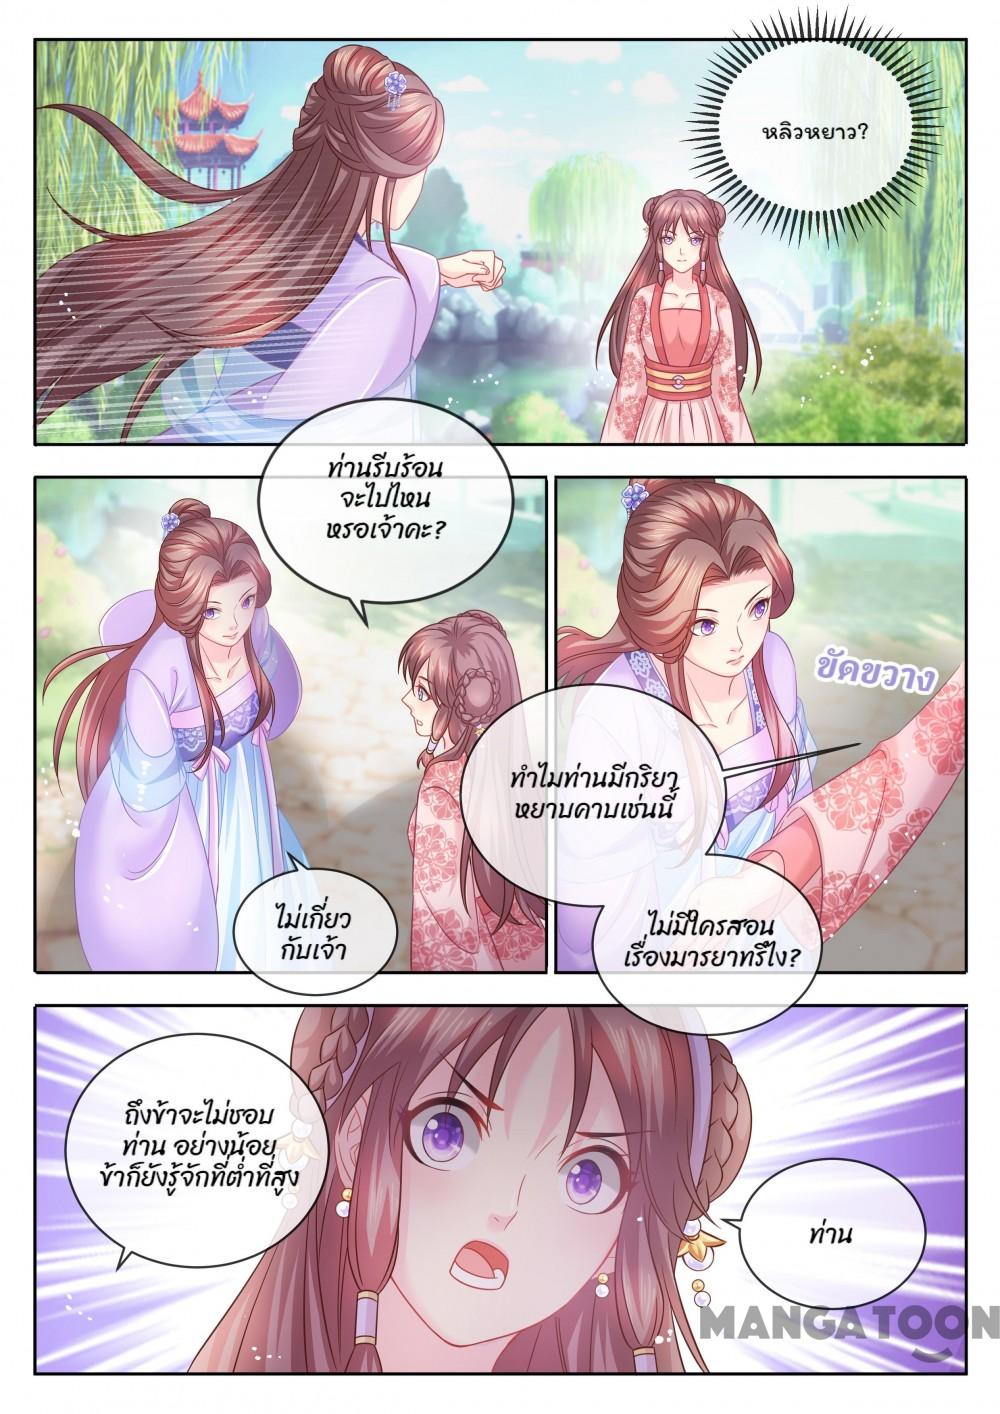 หลิวหยาว?
ท่านรีบร้อน
จะไปไหน
หรอเจ้าคะ?
ไม่เกี่ยว
กับเจ้า
ขัดขวาง
ทำไมท่านมีกริยา
หยาบคาบเช่นนี้
ไม่มีใครสอน
เรื่องมารยาทรึไง?
ถึงข้าจะไม่ชอบ
ท่าน อย่างน้อย
ข้าก็ยังรู้จักที่ต่ำที่สูง
ท่าน
MANGATOON